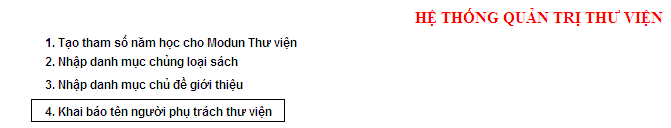 HỆ THỐNG QUẢN TRỊ THƯ VIỆN
1. Tạo tham số năm học cho Modun Thư viện
2. Nhập danh mục chủng loại sách
3. Nhập danh mục chủ đề giới thiệu
4. Khai báo tên người phụ trách thư viện